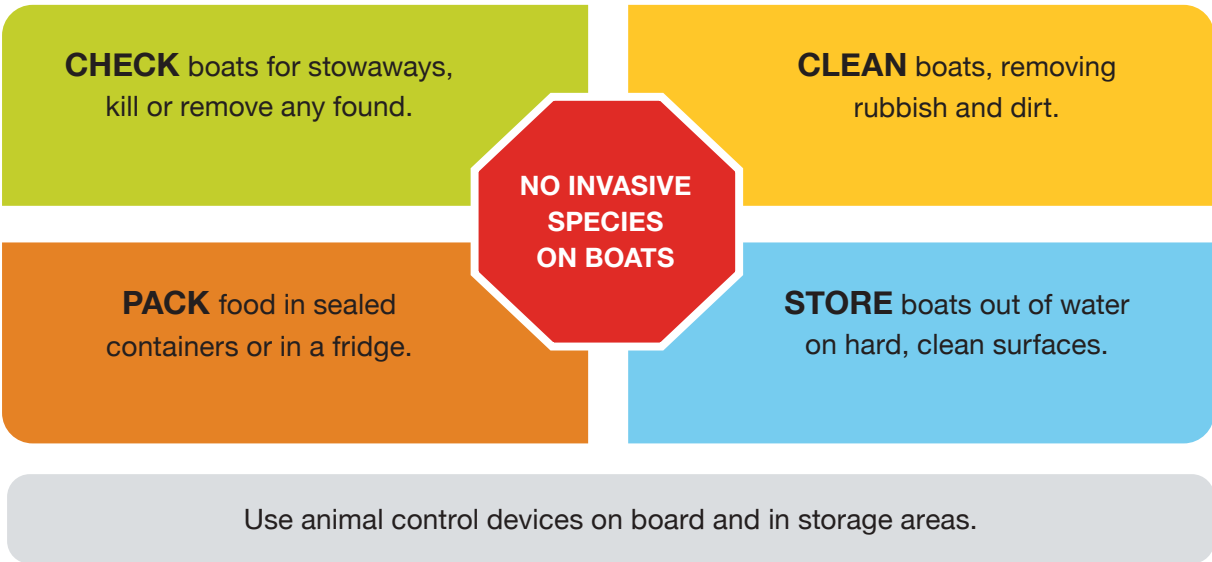 CHECK boats for stowaways,
kill or remove any found.
CLEAN boats, removing
rubbish and dirt.
NO INVASIVE
SPECIES
ON BOATS
PACK food in sealed
containers or in a fridge.
STORE boats out of water
on hard, clean surfaces.
Use animal control devices on board and in storage areas.